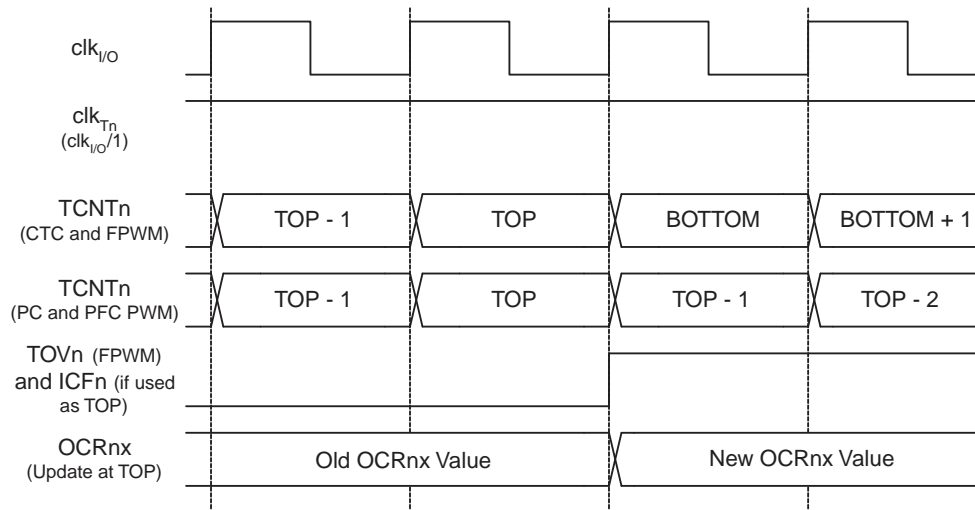 clkI/O
clkTn
(clkI/O/1)
TCNTn
(CTC and FPWM)
TOP - 1
TOP
BOTTOM
BOTTOM + 1
TCNTn
(PC and PFC PWM)
TOP - 1
TOP
TOP - 1
TOP - 2
TOVn (FPWM)
and ICFn (if used
as TOP)
OCRnx
(Update at TOP)
Old OCRnx Value
New OCRnx Value